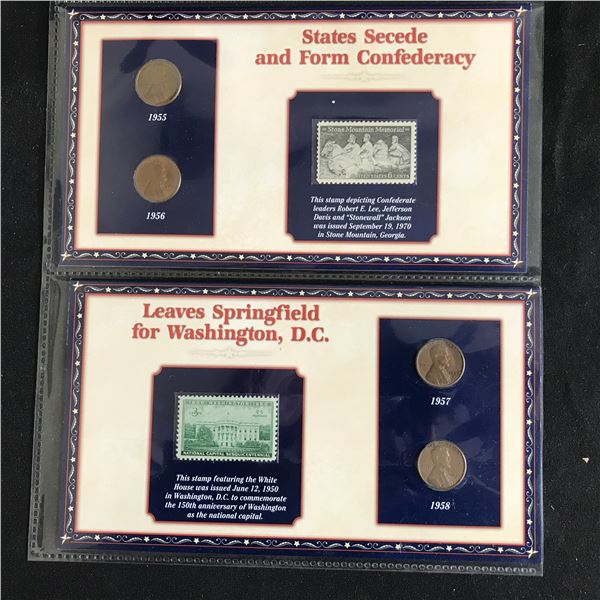 States Secede
and Form Confederacy
1955
1956
Stone Mountain Memorial
UNITED STATES 6 CENTS
This stamp depicting Confederate
leaders Robert E. Lee, Jefferson
Davis and "Stonewall" Jackson
was issued September 19, 1970
in Stone Mountain, Georgia.
Leaves Springfield
for Washington, D.C.
NATIONAL CAPITAL SESQUICENTENNIAL
This stamp featuring the White
House was issued June 12, 1950
in Washington, D.C. to commemorate
the 150th anniversary of Washington
as the national capital.
1957
1958